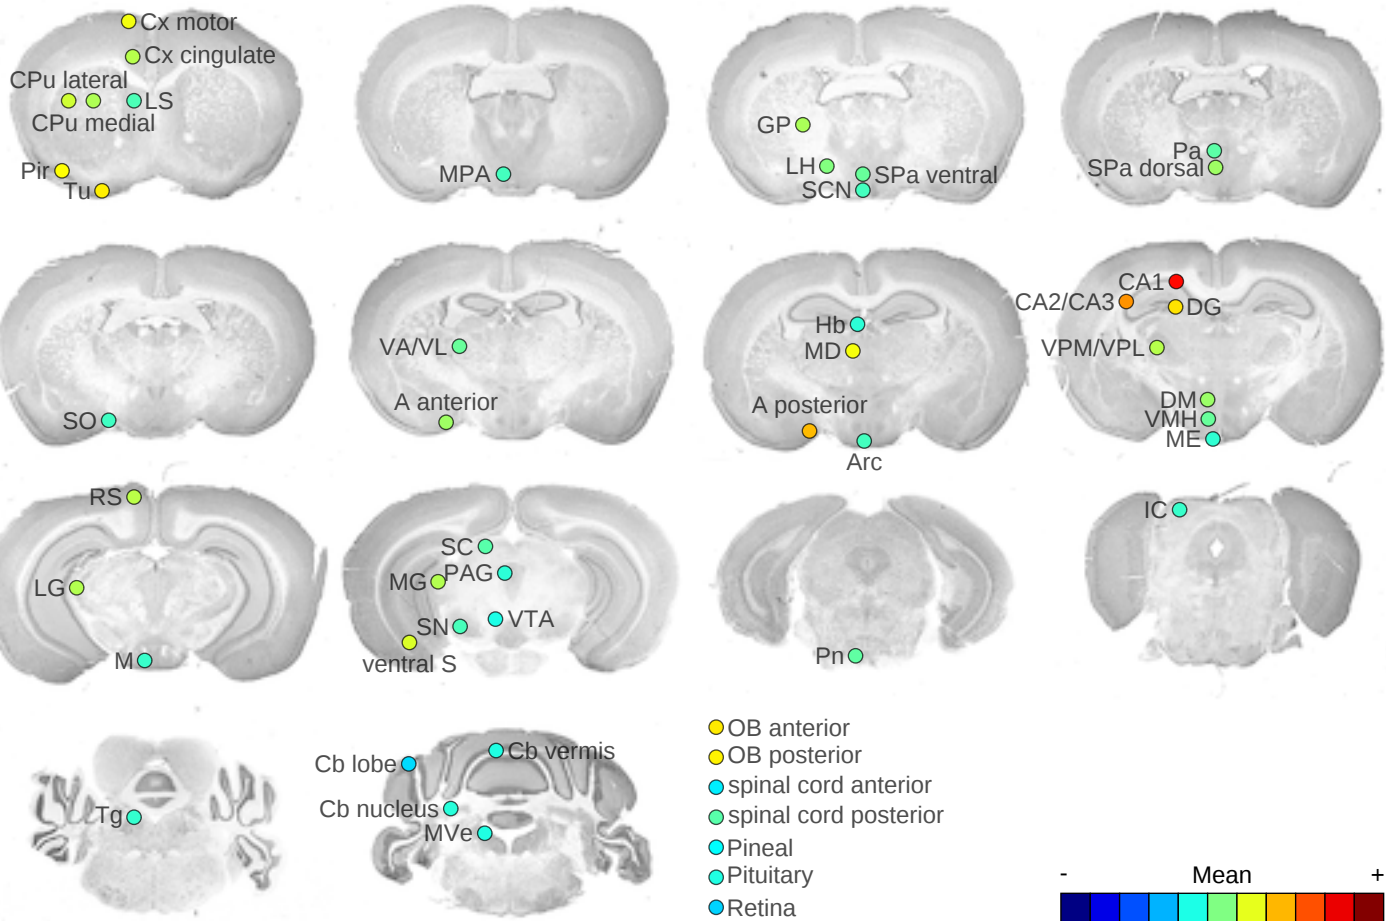 Cx motor
Cx cingulate
CPu lateral
LS
CPu medial
Pir
Tu
MPA
GP
LH
SPa ventral
SCN
Pa
SPa dorsal
SO
VA/VL
A anterior
Hb
MD
A posterior
Arc
CA1
CA2/CA3
DG
VPM/VPL
DM
VMH
ME
RS
LG
M
SC
PAG
MG
VTA
SN
ventral S
Pn
IC
Tg
Cb vermis
Cb lobe
Cb nucleus
MVe
OB anterior
OB posterior
spinal cord anterior
spinal cord posterior
Pineal
Pituitary
Retina
- Mean +